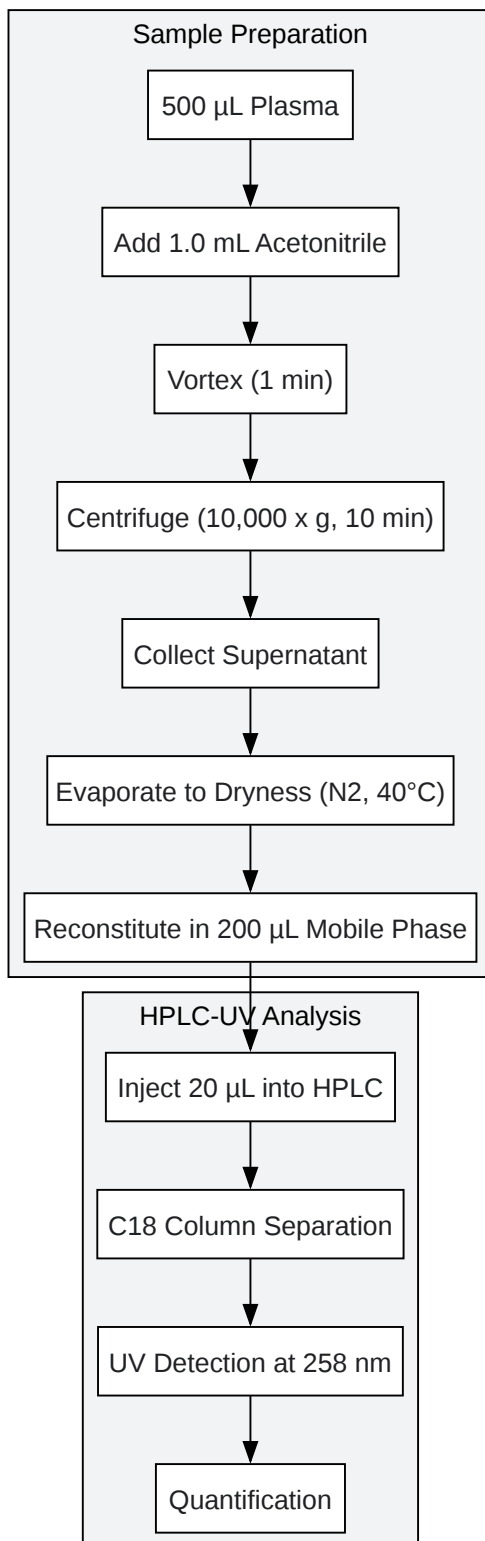 Sample Preparation
500 µL Plasma
Add 1.0 mL Acetonitrile
Vortex (1 min)
Centrifuge (10,000 x g, 10 min)
Collect Supernatant
Evaporate to Dryness (N2, 40°C)
Reconstitute in 200 µL Mobile Phase
HPLC-UV Analysis
Inject 20 µL into HPLC
C18 Column Separation
UV Detection at 258 nm
Quantification